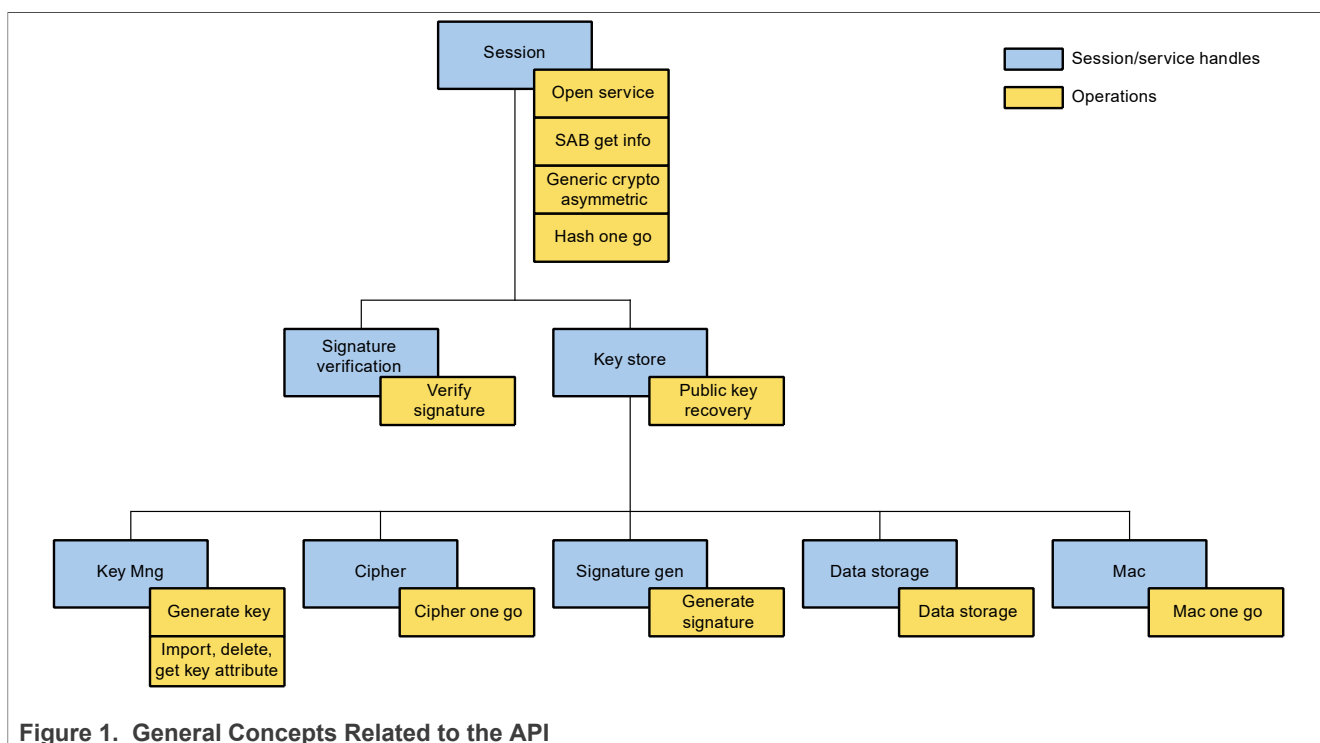 Session
Session/service handles
Open service
Operations
SAB get info
Generic crypto
asymmetric
Hash one go
Signature
verification
Key store
Verify
signature
Public key
recovery
Key Mng
Cipher
Signature gen
Data storage
Mac
Generate key
Cipher one go
Generate
signature
Data storage
Mac one go
Import, delete,
get key attribute
Figure 1. General Concepts Related to the API